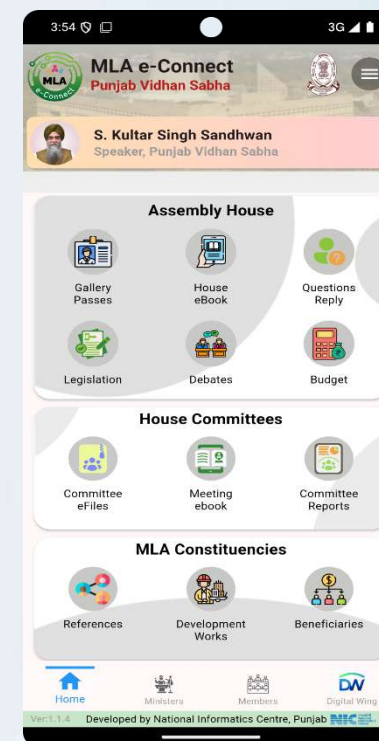 3:54
3G
MLA
e-Connect
MLA e-Connect
Punjab Vidhan Sabha
S. Kultar Singh Sandhwan
Speaker, Punjab Vidhan Sabha
Assembly House
Gallery
Passes
House
eBook
Questions
Reply
Legislation
Debates
Budget
House Committees
Committee
eFiles
Meeting
ebook
Committee
Reports
MLA Constituencies
References
Development
Works
Beneficiaries
Home
Ministers
Members
DW
Digital Wing
Ver:1.1.4 Developed by National Informatics Centre, Punjab NIC